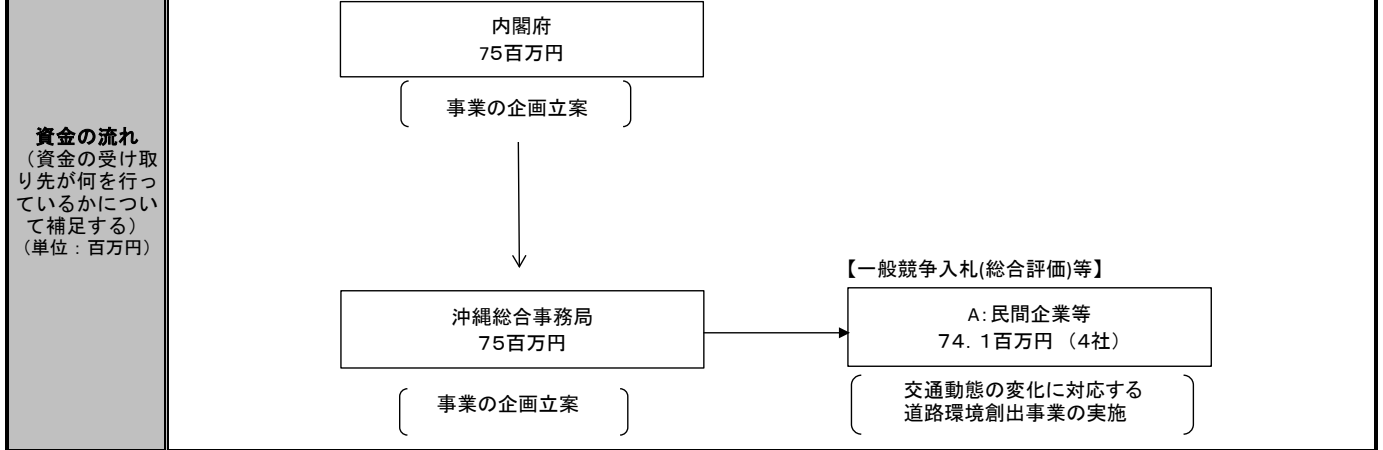 資金の流れ
（資金の受け取
り先が何を行っ
ているかについ
て補足する）
（単位：百万円）
内閣府
75百万円
事業の企画立案
沖縄総合事務局
75百万円
事業の企画立案
【一般競争入札(総合評価)等】
A：民間企業等
７４．１百万円 （４社）
交通動態の変化に対応する
道路環境創出事業の実施